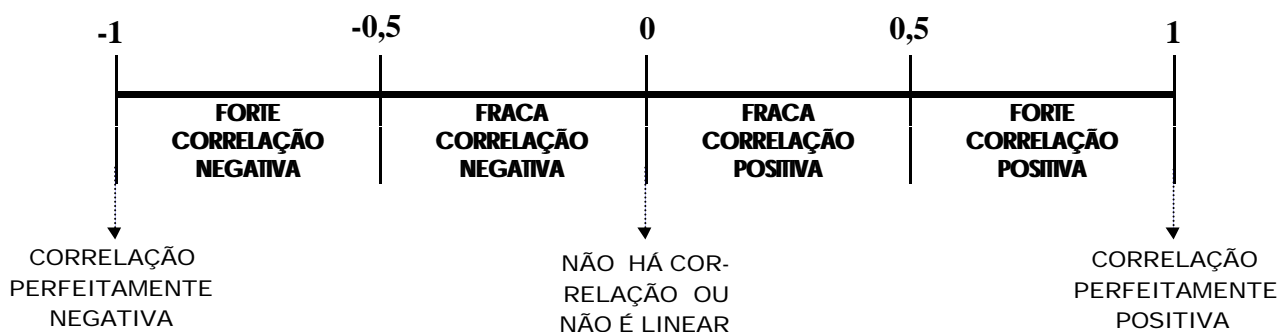 -1 -0,5 0 0,5 1
FORTE FRACA FRACA FORTE
CORRELAÇÃO CORRELAÇÃO CORRELAÇÃO CORRELAÇÃO
NEGATIVA NEGATIVA POSITIVA POSITIVA
CORRELAÇÃO
PERFEITAMENTE
NEGATIVA
NÃO HÁ COR-
RELAÇÃO OU
NÃO É LINEAR
CORRELAÇÃO
PERFEITAMENTE
POSITIVA